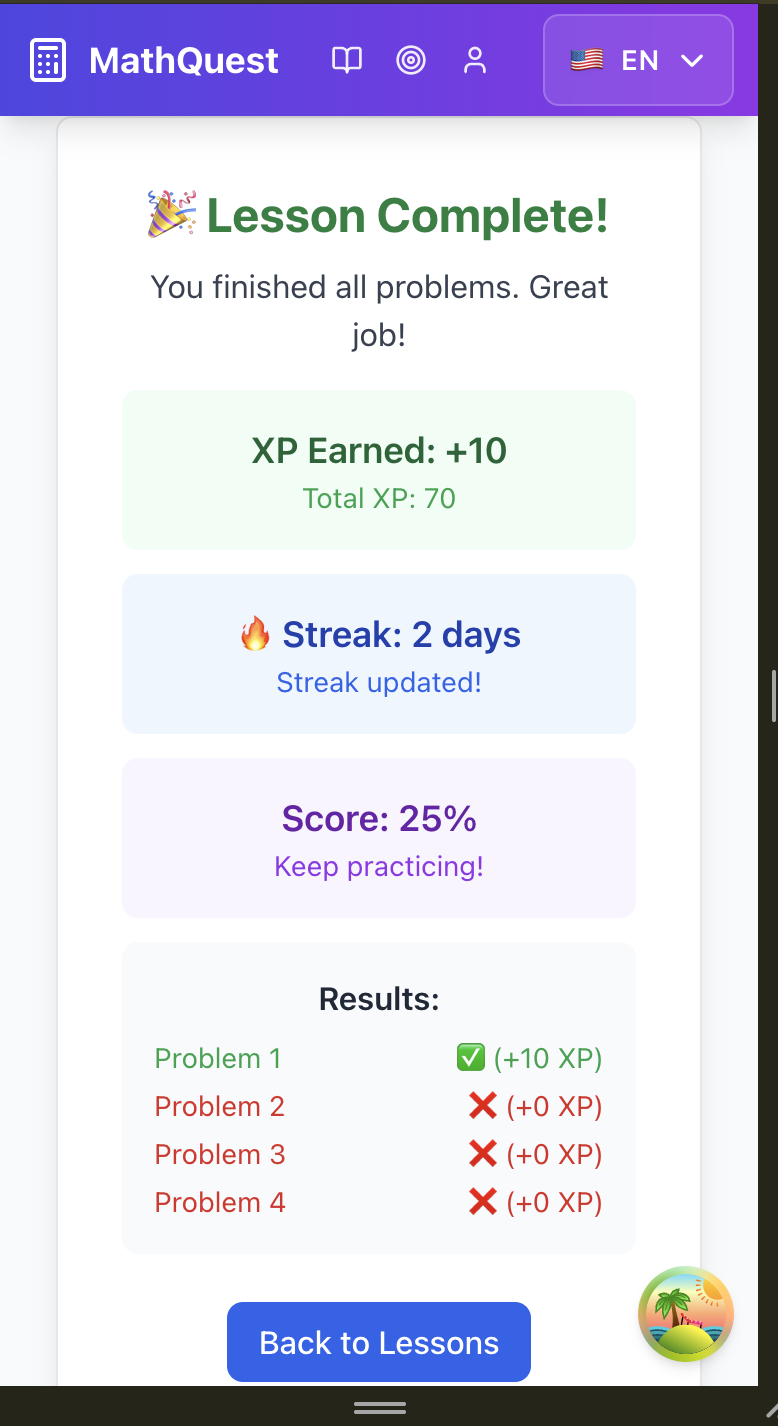 MathQuest
EN
🎉 Lesson Complete!
You finished all problems. Great
job!
XP Earned: +10
Total XP: 70
🔥 Streak: 2 days
Streak updated!
Score: 25%
Keep practicing!
Results:
Problem 1 ✅ (+10 XP)
Problem 2 ❌ (+0 XP)
Problem 3 ❌ (+0 XP)
Problem 4 ❌ (+0 XP)
Back to Lessons